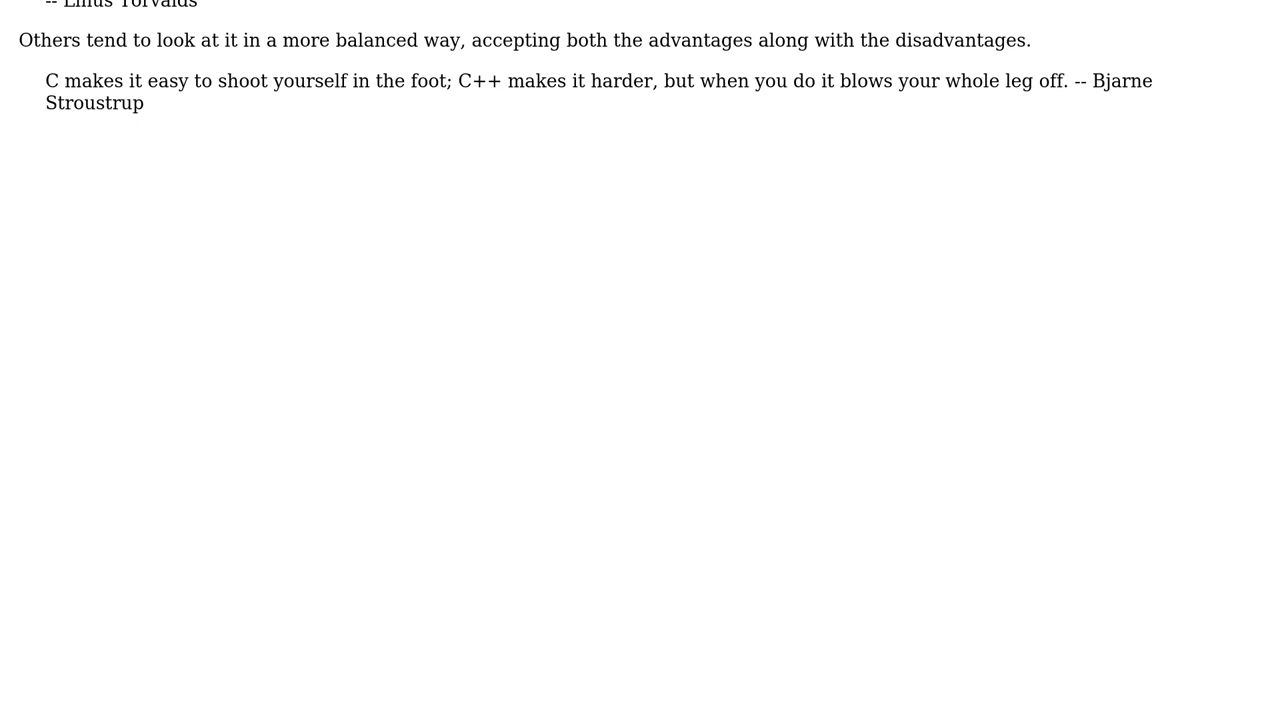 -- Linus Torvalds
Others tend to look at it in a more balanced way, accepting both the advantages along with the disadvantages.
C makes it easy to shoot yourself in the foot; C++ makes it harder, but when you do it blows your whole leg off. -- Bjarne
Stroustrup